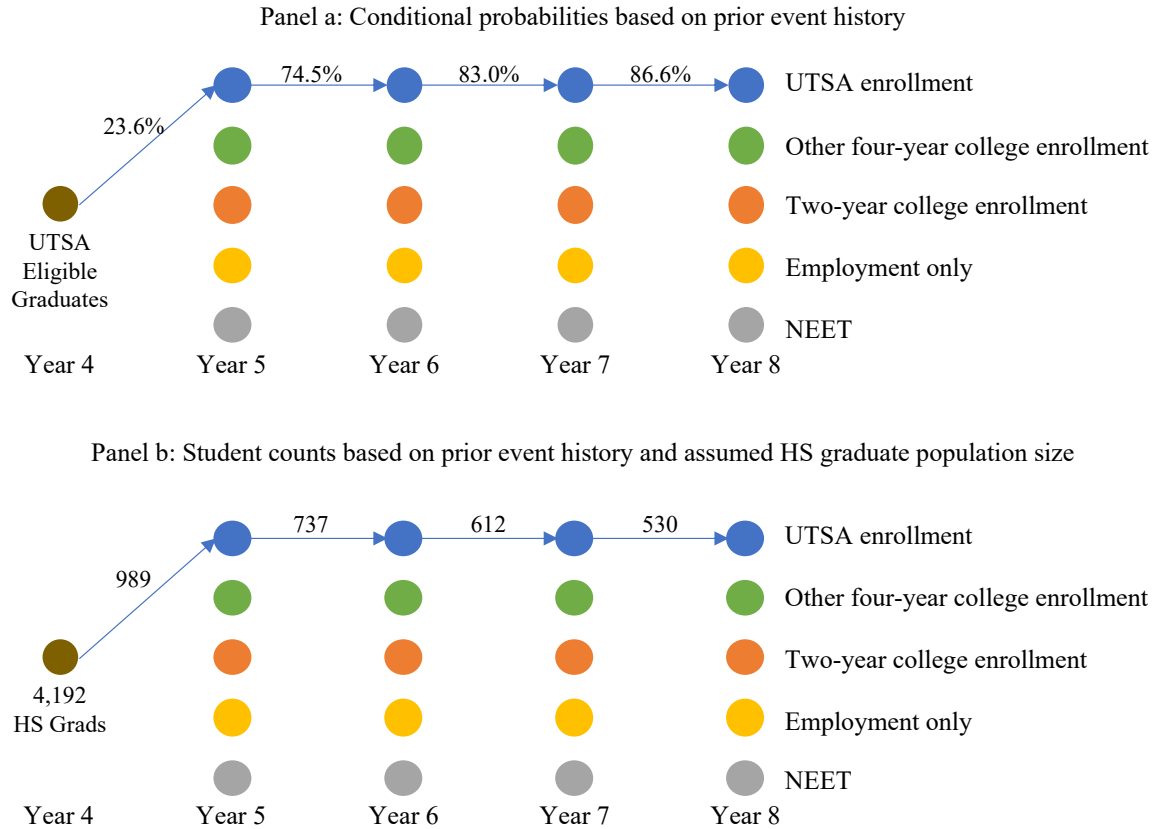 Panel a: Conditional probabilities based on prior event history
74.5%
83.0%
86.6%
UTSA enrollment
23.6%
Other four-year college enrollment
Two-year college enrollment
UTSA
Eligible
Graduates
Employment only
NEET
Year 4
Year 5
Year 6
Year 7
Year 8
Panel b: Student counts based on prior event history and assumed HS graduate population size
737
612
530
UTSA enrollment
989
Other four-year college enrollment
Two-year college enrollment
4,192
HS Grads
Employment only
NEET
Year 4
Year 5
Year 6
Year 7
Year 8